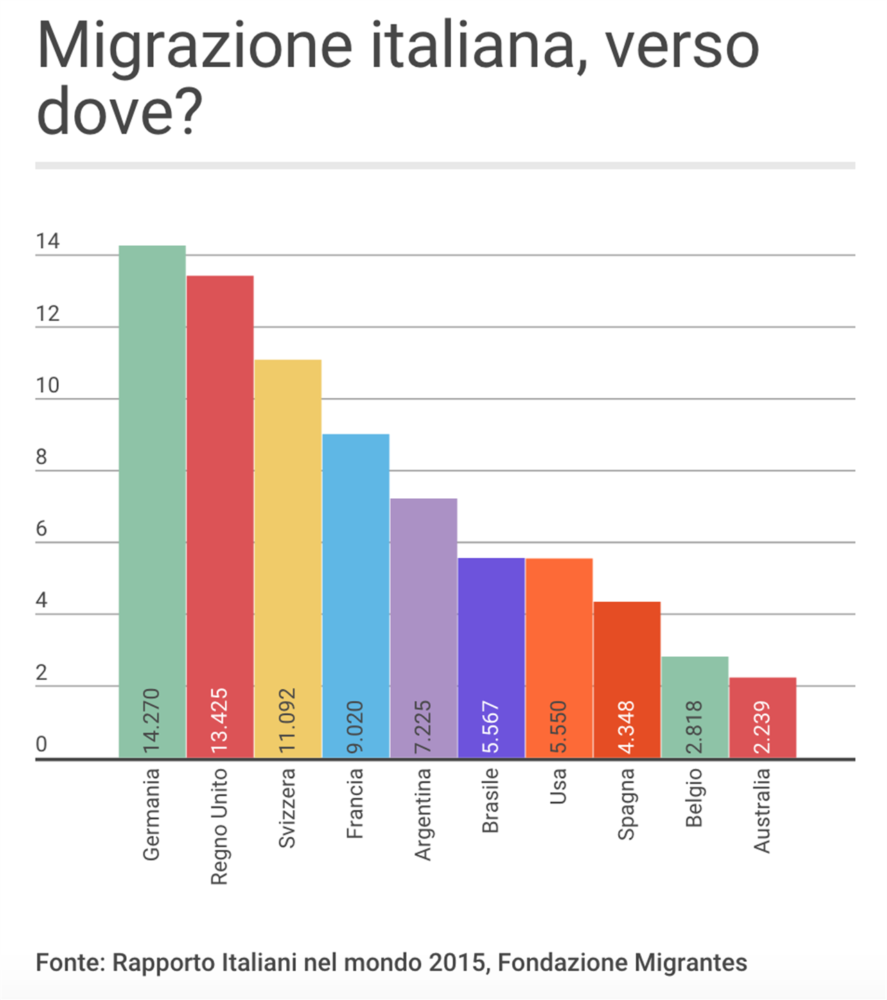 Migrazione italiana, verso
dove?
14
12
10
8
6
4
2
0
14.270
13.425
11.092
9.020
7.225
5.567
5.550
4.348
2.818
2.239
Germania
Regno Unito
Svizzera
Francia
Argentina
Brasile
Usa
Spagna
Belgio
Australia
Fonte: Rapporto Italiani nel mondo 2015, Fondazione Migrantes